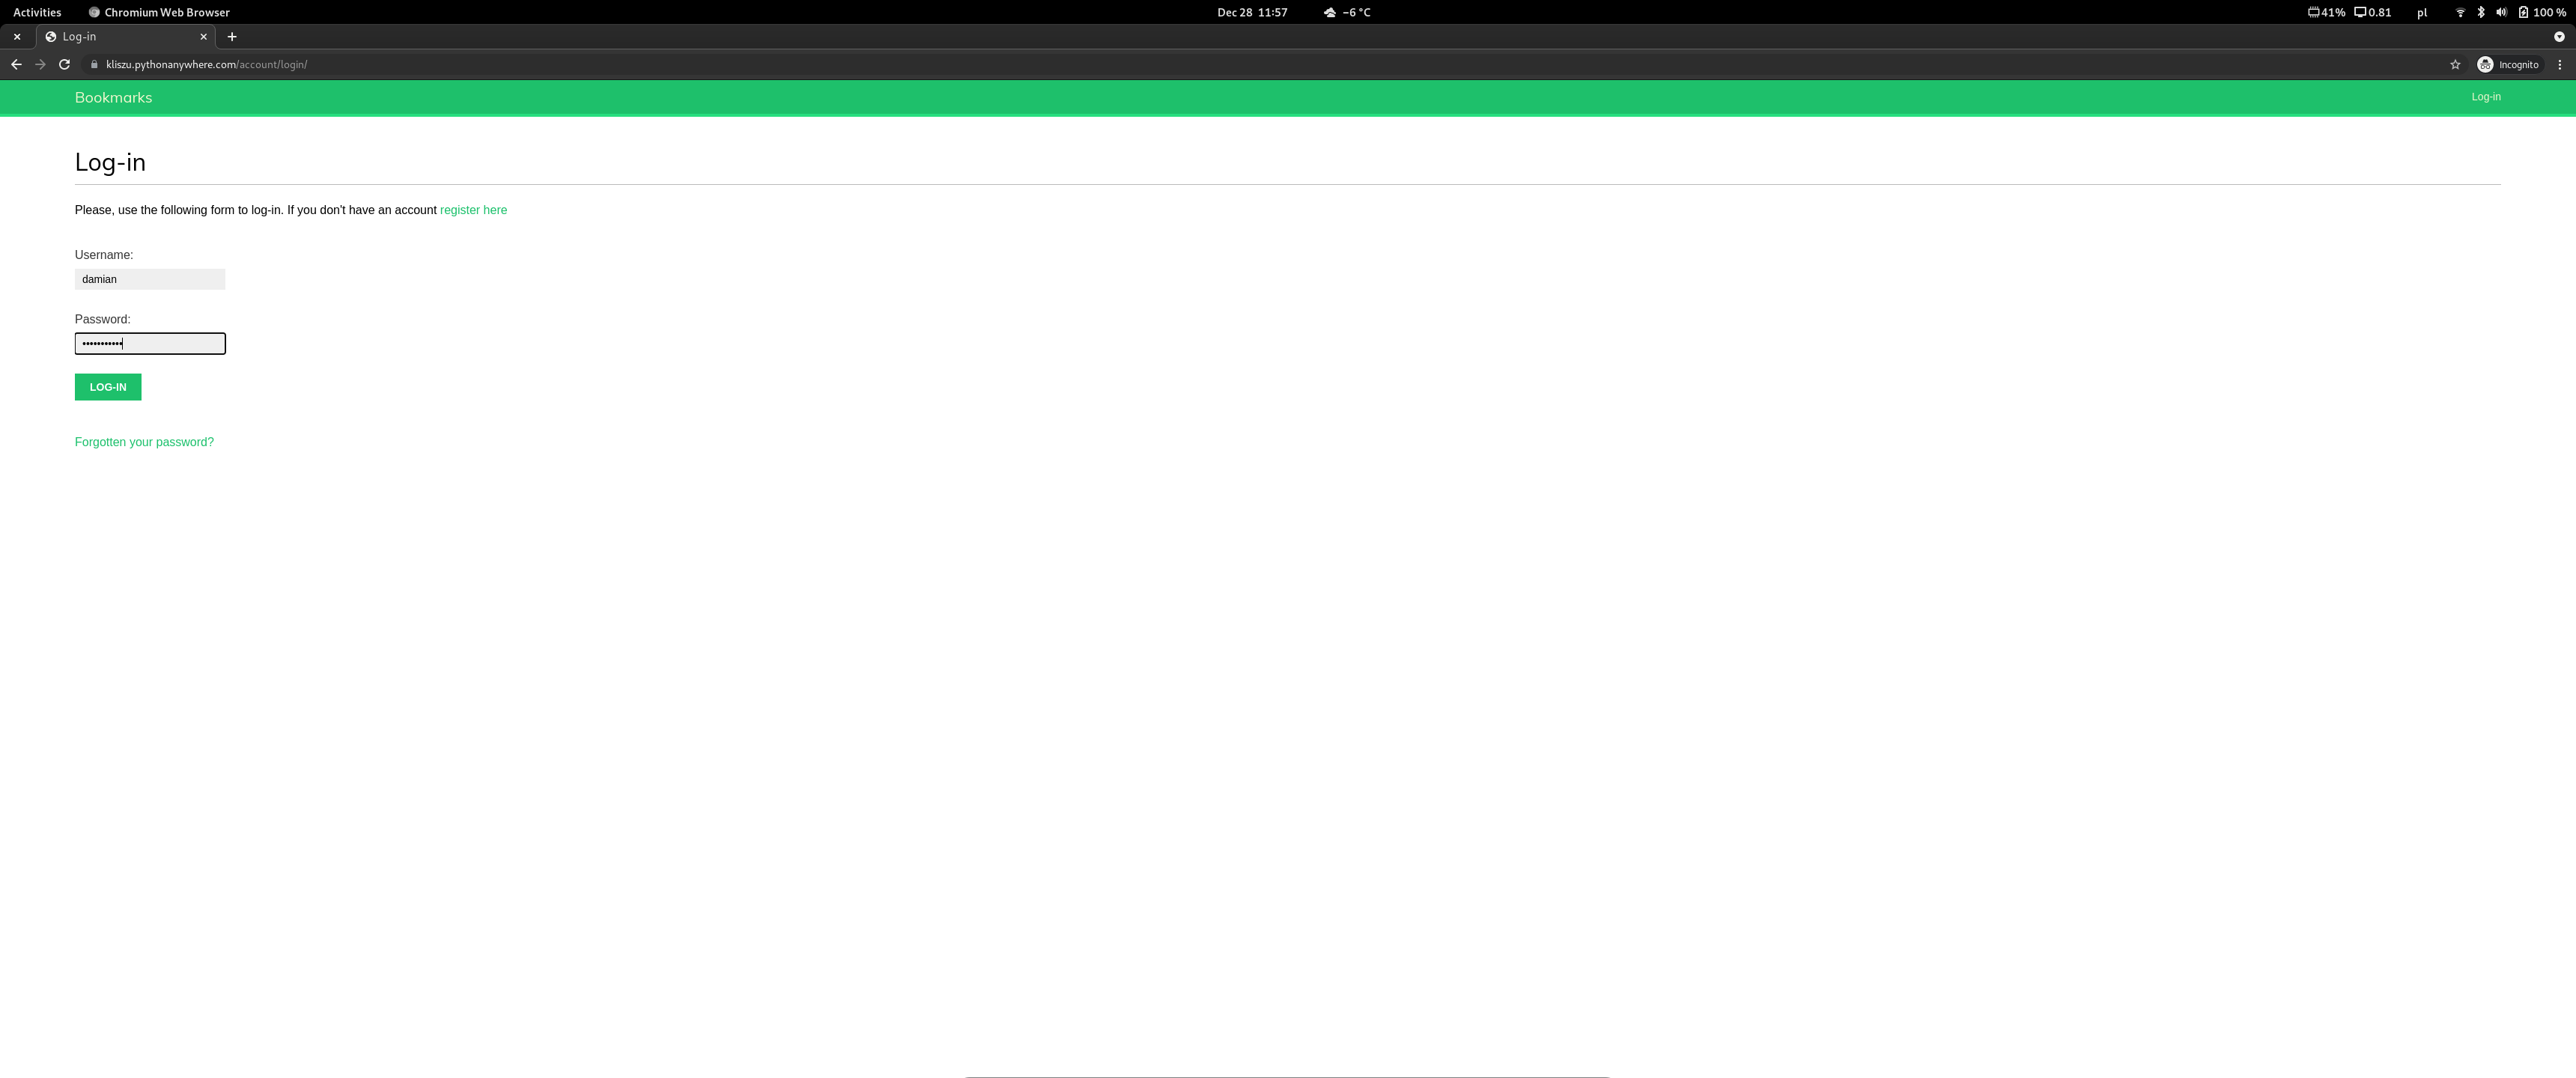 Activities Chromium Web Browser Dec 28 11:57 −6 °C 41% 0.81 pl 100 %
Log-in
kliszu.pythonanywhere.com/account/login/ Incognito
Bookmarks Log-in
Log-in
Please, use the following form to log-in. If you don't have an account register here
Username:
damian
Password:
•••••••••••
LOG-IN
Forgotten your password?